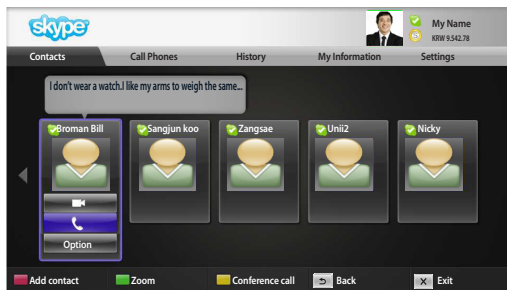 skype
My Name
KRW 9.542.78
Contacts Call Phones History My Information Settings
I don't wear a watch.I like my arms to weigh the same...
Broman Bill Sangjun koo Zangsae Unii2 Nicky
Option
Add contact Zoom Conference call Back X Exit